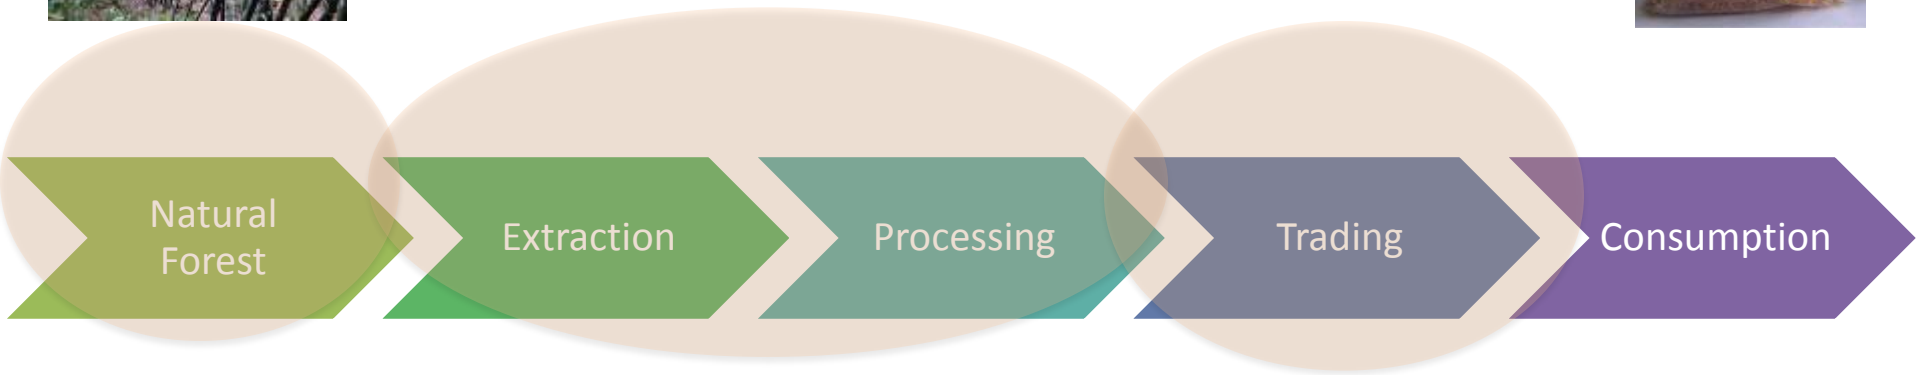 Natural
Forest
Extraction
Processing
Trading
Consumption